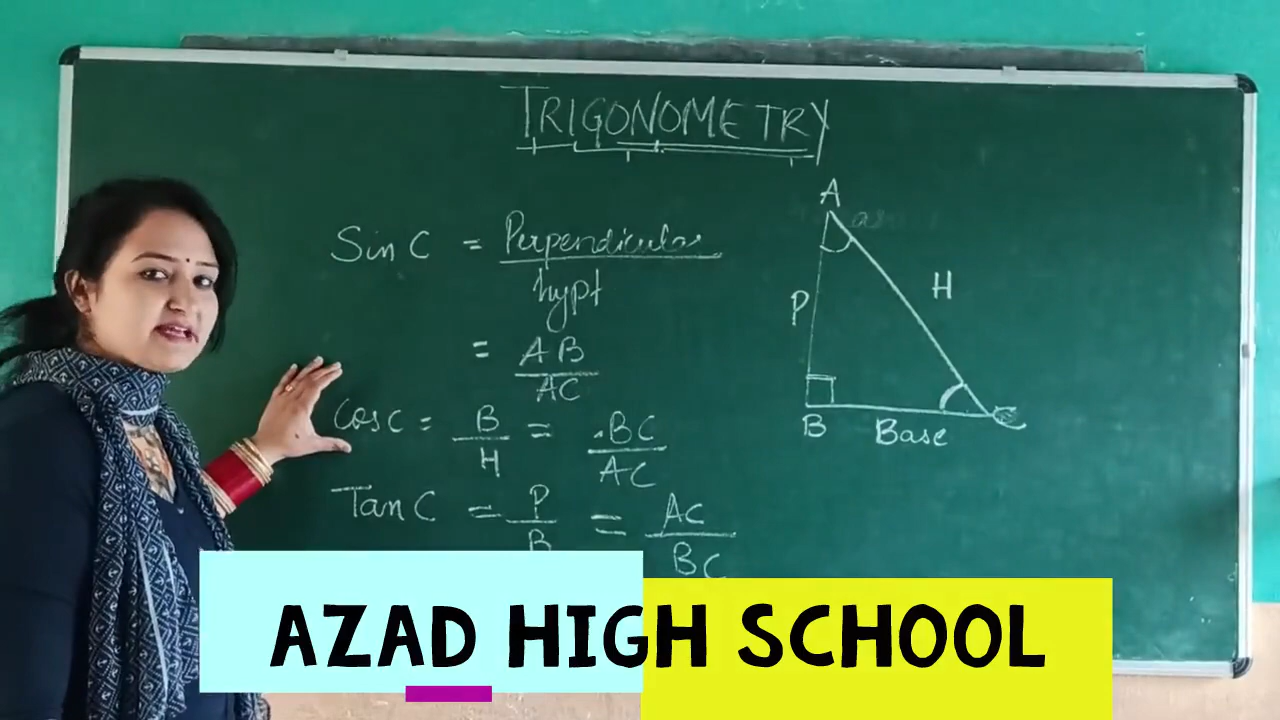 TRIGONOMETRY
Sin C = Perpendicular / hypt
= AB / AC
Cos C = B / H = .BC / AC
Tan C = P / B = AC / BC
A
P
H
B
Base
C
AZAD HIGH SCHOOL